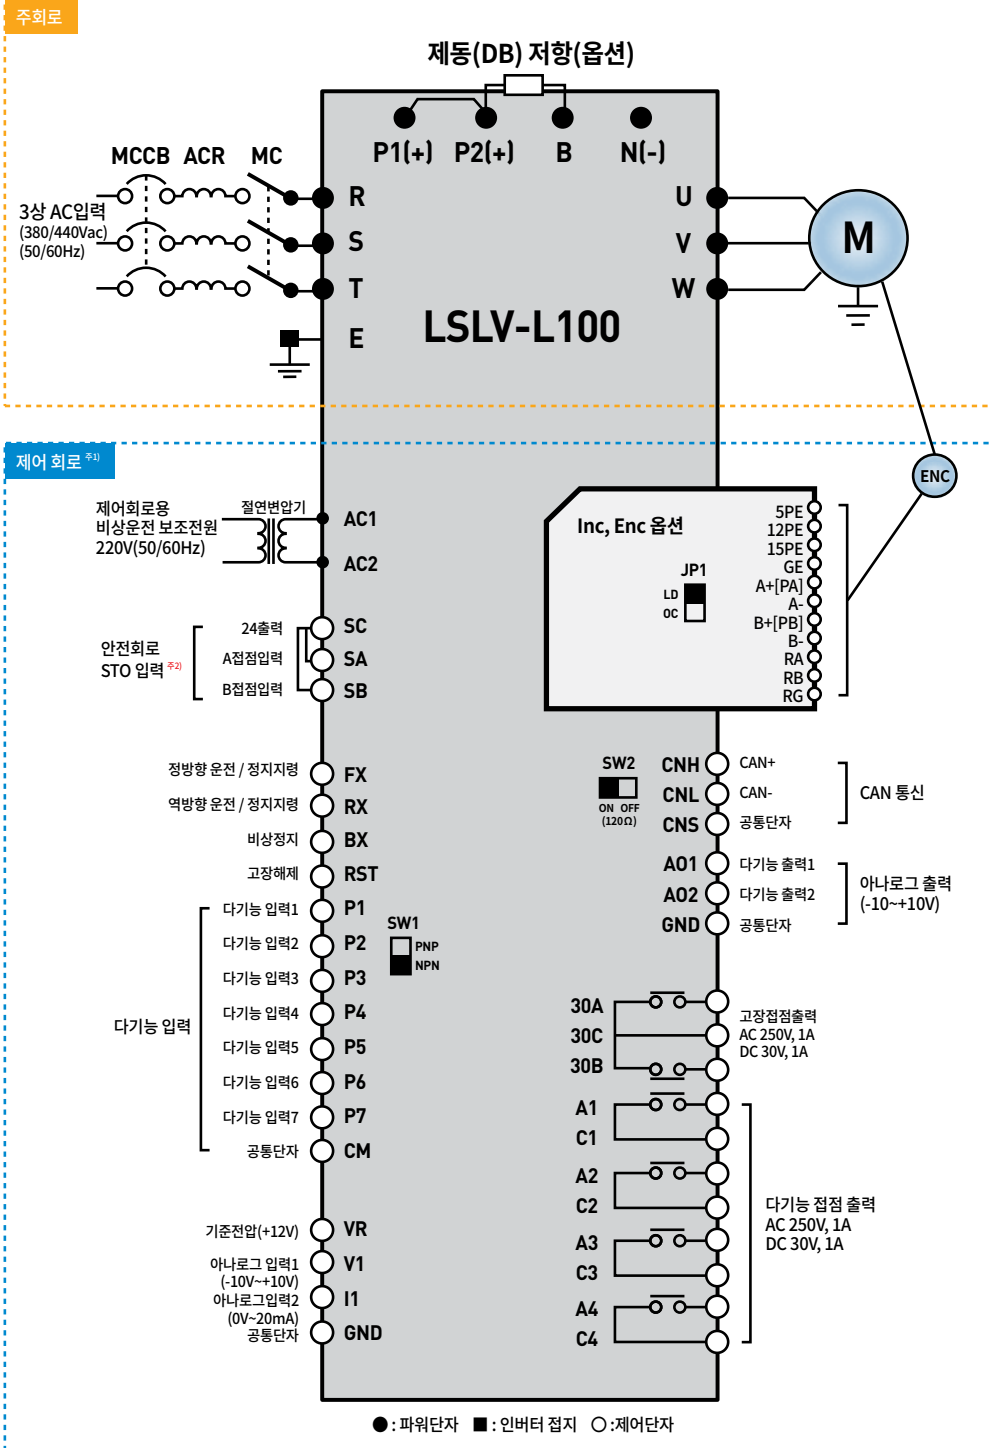 주회로
제동(DB) 저항(옵션)
P1(+) P2(+) B N(-)
MCCB ACR MC
3상 AC입력
(380/440Vac)
(50/60Hz)
R
S
T
E
U
V
W
M
LSLV-L100
제어 회로 주1)
ENC
제어회로용
비상운전 보조전원
220V(50/60Hz)
절연변압기
AC1
AC2
Inc, Enc 옵션
JP1
LD
OC
5PE
12PE
15PE
GE
A+[PA]
A-
B+[PB]
B-
RA
RB
RG
안전회로
STO 입력 주2)
24출력 SC
A접점입력 SA
B접점입력 SB
정방향 운전 / 정지지령 FX
역방향 운전 / 정지지령 RX
비상정지 BX
고장해제 RST
다기능 입력
다기능 입력1 P1
다기능 입력2 P2
다기능 입력3 P3
다기능 입력4 P4
다기능 입력5 P5
다기능 입력6 P6
다기능 입력7 P7
공통단자 CM
SW1
PNP
NPN
기준전압(+12V) VR
아나로그 입력1 V1
(-10V~+10V)
아나로그입력2 I1
(0V~20mA)
공통단자 GND
SW2
ON OFF
(120Ω)
CNH CAN+
CNL CAN-
CNS 공통단자
CAN 통신
AO1 다기능 출력1
AO2 다기능 출력2
GND 공통단자
아나로그 출력
(-10~+10V)
30A
30C
30B
고장접점출력
AC 250V, 1A
DC 30V, 1A
A1
C1
A2
C2
A3
C3
A4
C4
다기능 접점 출력
AC 250V, 1A
DC 30V, 1A
: 파워단자 : 인버터 접지 :제어단자